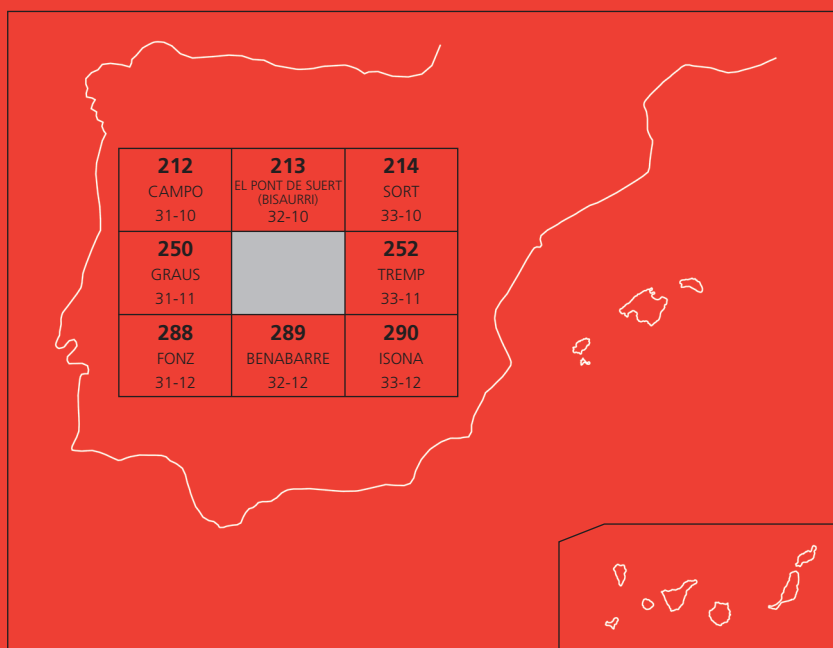 212
CAMPO
31-10
213
EL PONT DE SUERT
(BISAURRI)
32-10
214
SORT
33-10
250
GRAUS
31-11
252
TREMP
33-11
288
FONZ
31-12
289
BENABARRE
32-12
290
ISONA
33-12